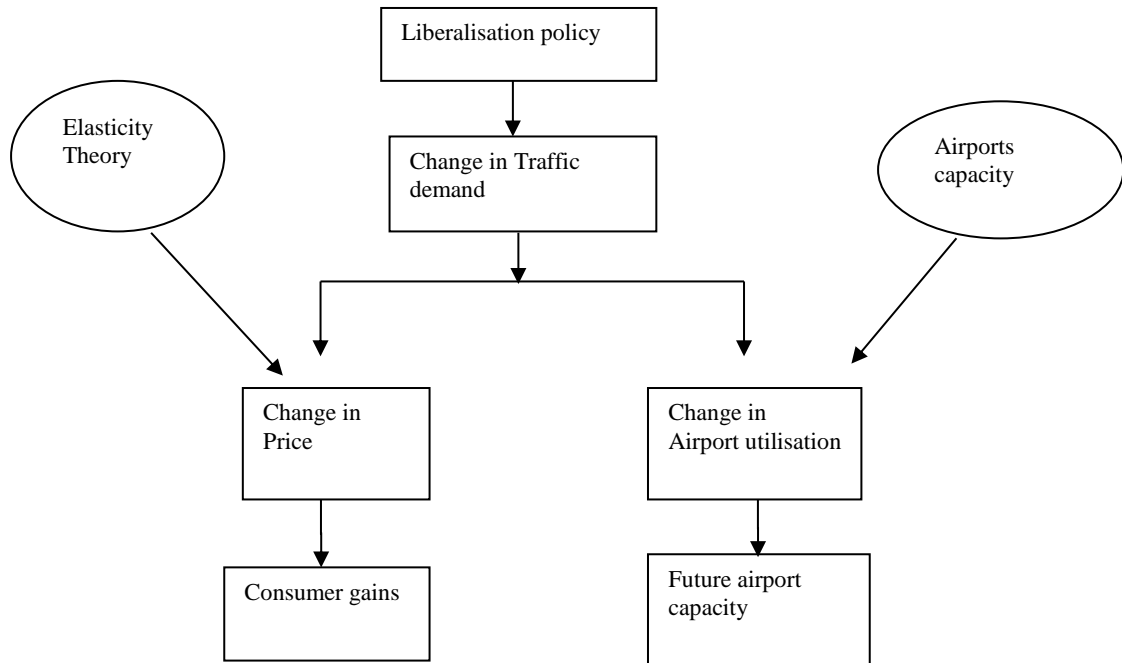 Liberalisation policy
Elasticity
Theory
Change in Traffic
demand
Airports
capacity
Change in
Price
Change in
Airport utilisation
Consumer gains
Future airport
capacity